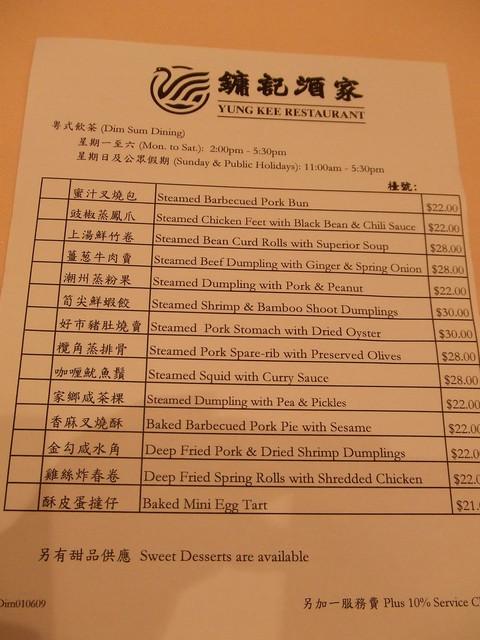 鏞記酒家
YUNG KEE RESTAURANT
粵式飲茶 (Dim Sum Dining)
星期一至六 (Mon. to Sat.): 2:00pm - 5:30pm
星期日及公眾假期 (Sunday & Public Holidays): 11:00am - 5:30pm
檯號:
蜜汁叉燒包 Steamed Barbecued Pork Bun $22.00
豉椒蒸鳳爪 Steamed Chicken Feet with Black Bean & Chili Sauce $22.00
上湯鮮竹卷 Steamed Bean Curd Rolls with Superior Soup $28.00
薑葱牛肉賣 Steamed Beef Dumpling with Ginger & Spring Onion $28.00
潮州蒸粉果 Steamed Dumpling with Pork & Peanut $22.00
筍尖鮮蝦餃 Steamed Shrimp & Bamboo Shoot Dumplings $30.00
好市豬肚燒賣 Steamed Pork Stomach with Dried Oyster $30.00
欖角蒸排骨 Steamed Pork Spare-rib with Preserved Olives $28.00
咖喱魷魚鬚 Steamed Squid with Curry Sauce $28.00
家鄉咸茶粿 Steamed Dumpling with Pea & Pickles $22.00
香麻叉燒酥 Baked Barbecued Pork Pie with Sesame $22.00
金勾咸水角 Deep Fried Pork & Dried Shrimp Dumplings $22.0
雞絲炸春卷 Deep Fried Spring Rolls with Shredded Chicken $22.0
酥皮蛋撻仔 Baked Mini Egg Tart $21.
另有甜品供應 Sweet Desserts are available
Dim010609
另加一服務費 Plus 10% Service